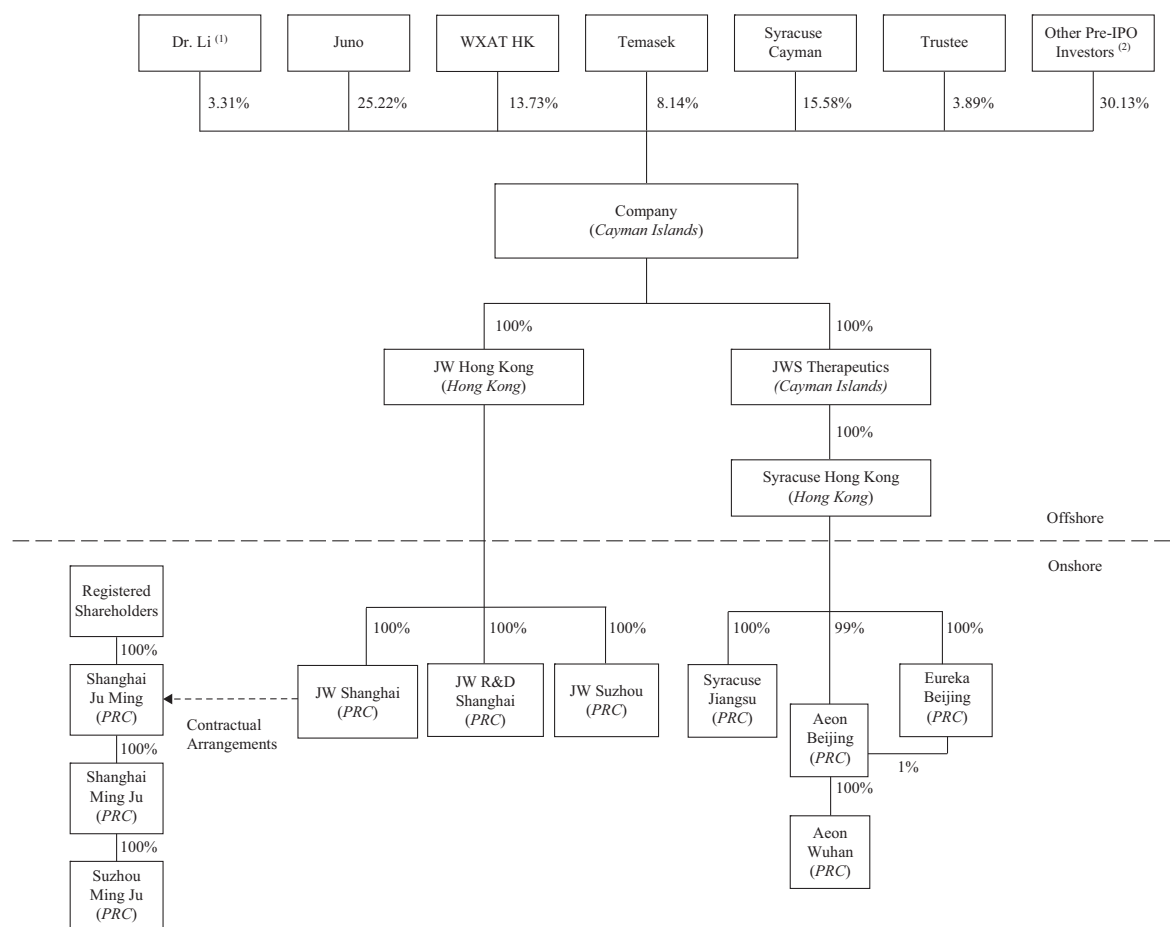 Dr. Li (1)
Juno
WXAT HK
Temasek
Syracuse
Cayman
Trustee
Other Pre-IPO
Investors (2)
3.31%
25.22%
13.73%
8.14%
15.58%
3.89%
30.13%
Company
(Cayman Islands)
100%
100%
JW Hong Kong
(Hong Kong)
JWS Therapeutics
(Cayman Islands)
100%
Syracuse Hong Kong
(Hong Kong)
Offshore
Onshore
Registered
Shareholders
100%
100%
100%
100%
100%
99%
100%
Shanghai
Ju Ming
(PRC)
Contractual
Arrangements
JW Shanghai
(PRC)
JW R&D
Shanghai
(PRC)
JW Suzhou
(PRC)
Syracuse
Jiangsu
(PRC)
Aeon
Beijing
(PRC)
Eureka
Beijing
(PRC)
1%
100%
Shanghai
Ming Ju
(PRC)
100%
Aeon
Wuhan
(PRC)
100%
Suzhou
Ming Ju
(PRC)